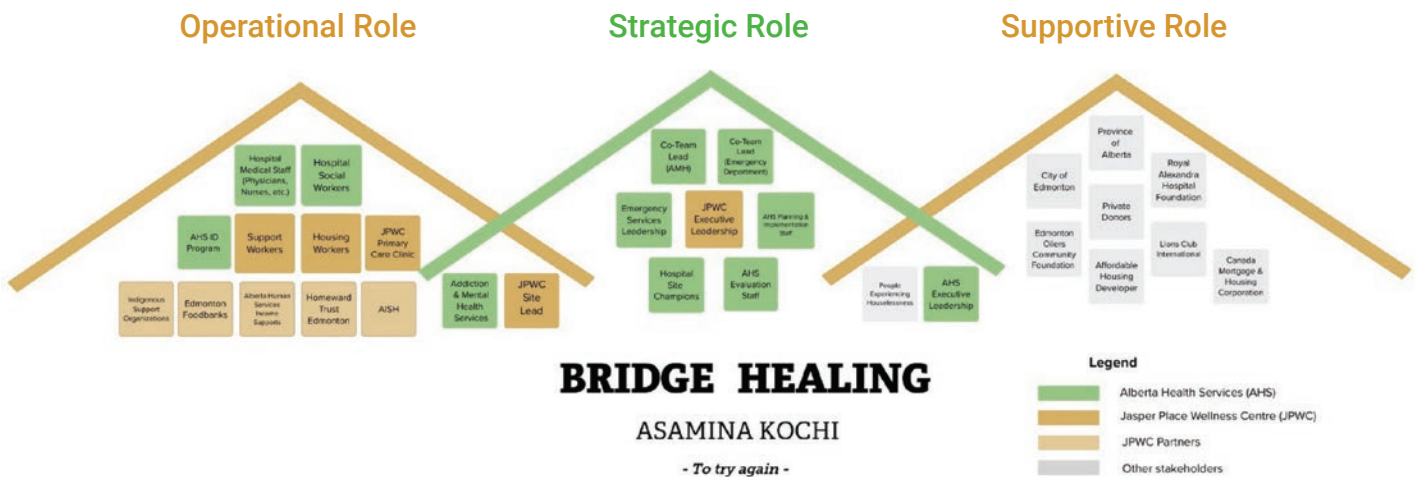 Operational Role
Strategic Role
Supportive Role
Hospital
Medical Staff
(Physicians,
Nurses, etc.)
Hospital
Social
Workers
AHS ID
Program
Support
Workers
Housing
Workers
JPWC
Primary
Care Clinic
Indigenous
Support
Organizations
Edmonton
Foodbanks
Alberta Human
Services
Income
Supports
Homeward
Trust
Edmonton
AISH
Addiction
& Mental
Health
Services
JPWC
Site
Lead
Co-Team
Lead
(AMH)
Co-Team
Lead
(Emergency
Department)
Emergency
Services
Leadership
JPWC
Executive
Leadership
AHS Planning &
Implementation
Staff
Hospital
Site
Champions
AHS
Evaluation
Staff
People
Experiencing
Houselessness
AHS
Executive
Leadership
Province
of
Alberta
City of
Edmonton
Royal
Alexandra
Hospital
Foundation
Private
Donors
Edmonton
Oilers
Community
Foundation
Lions Club
International
Affordable
Housing
Developer
Canada
Mortgage &
Housing
Corporation
BRIDGE HEALING
ASAMINA KOCHI
- To try again -
Legend
Alberta Health Services (AHS)
Jasper Place Wellness Centre (JPWC)
JPWC Partners
Other stakeholders